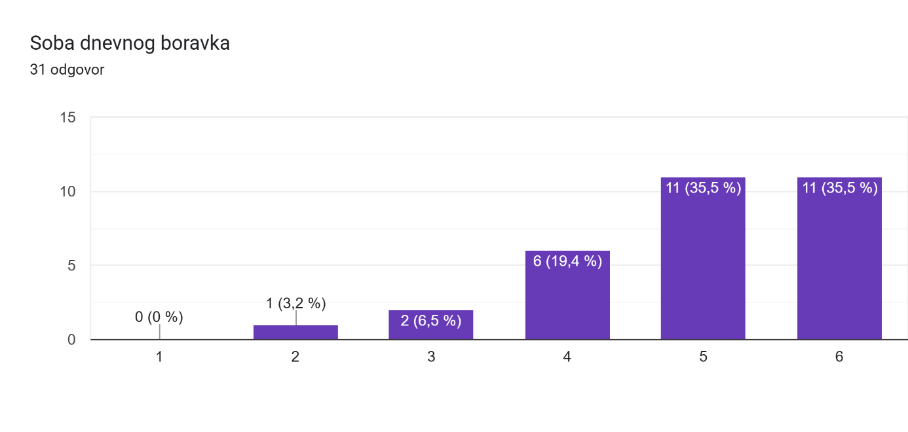 Soba dnevnog boravka
31 odgovor
15
10
5
0
0 (0 %)
1 (3,2 %)
2 (6,5 %)
6 (19,4 %)
11 (35,5 %)
11 (35,5 %)
1 2 3 4 5 6